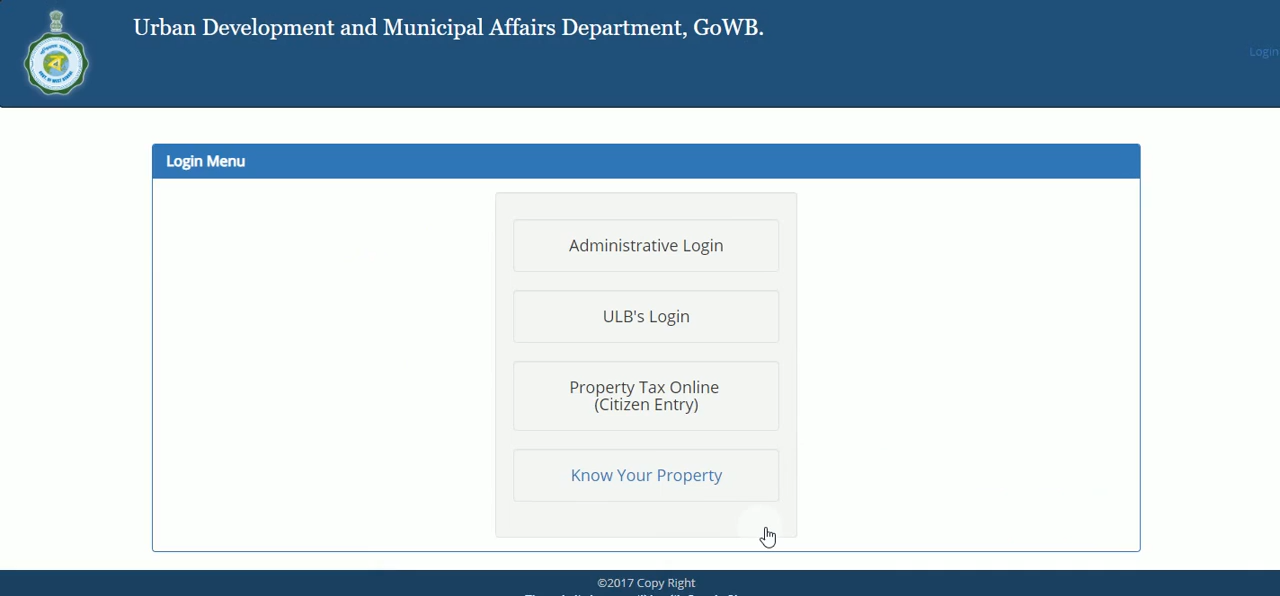 Urban Development and Municipal Affairs Department, GoWB.
Login
Login Menu
Administrative Login
ULB's Login
Property Tax Online
(Citizen Entry)
Know Your Property
©2017 Copy Right